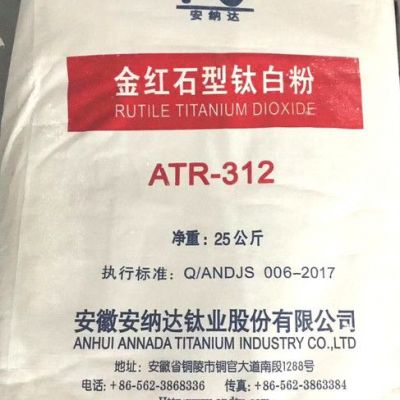 安纳达
金红石型钛白粉
RUTILE TITANIUM DIOXIDE
ATR-312
净重：25公斤
执行标准：Q/ANDJS 006-2017
安徽安纳达钛业股份有限公司
ANHUI ANNADA TITANIUM INDUSTRY CO.,LTD
地址：安徽省铜陵市铜官大道南段1288号
电话：+86-562-3868336 传真：+86-562-3863384